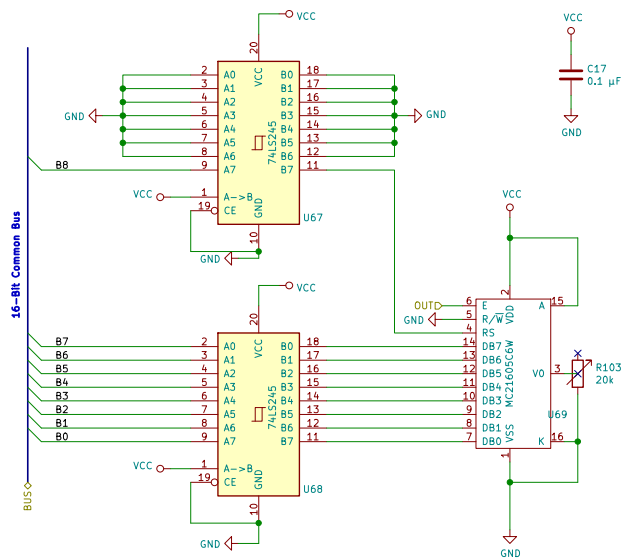 VCC
20
VCC
2 A0 B0 18
3 A1 B1 17
4 A2 B2 16
GND 5 A3 B3 15 GND
6 A4 B4 14
7 A5 B5 13
8 A6 B6 12
B8 9 A7 B7 11
74LS245
VCC 1 A->B
19 CE
GND
10
U67
GND
VCC
C17
0.1 µF
GND
16-Bit Common Bus
VCC
20
VCC
B7 2 A0 B0 18
B6 3 A1 B1 17
B5 4 A2 B2 16
B4 5 A3 B3 15
B3 6 A4 B4 14
B2 7 A5 B5 13
B1 8 A6 B6 12
B0 9 A7 B7 11
74LS245
VCC 1 A->B
19 CE
GND
10
U68
GND
BUS
VCC
2
VDD
OUT 6 E A 15
GND 5 R/W̅
4 RS
14 DB7
13 DB6
12 DB5 V0 3
11 DB4
10 DB3
9 DB2
8 DB1
7 DB0 K 16
MC21605C6W
VSS
1
U69
R103
20k
GND